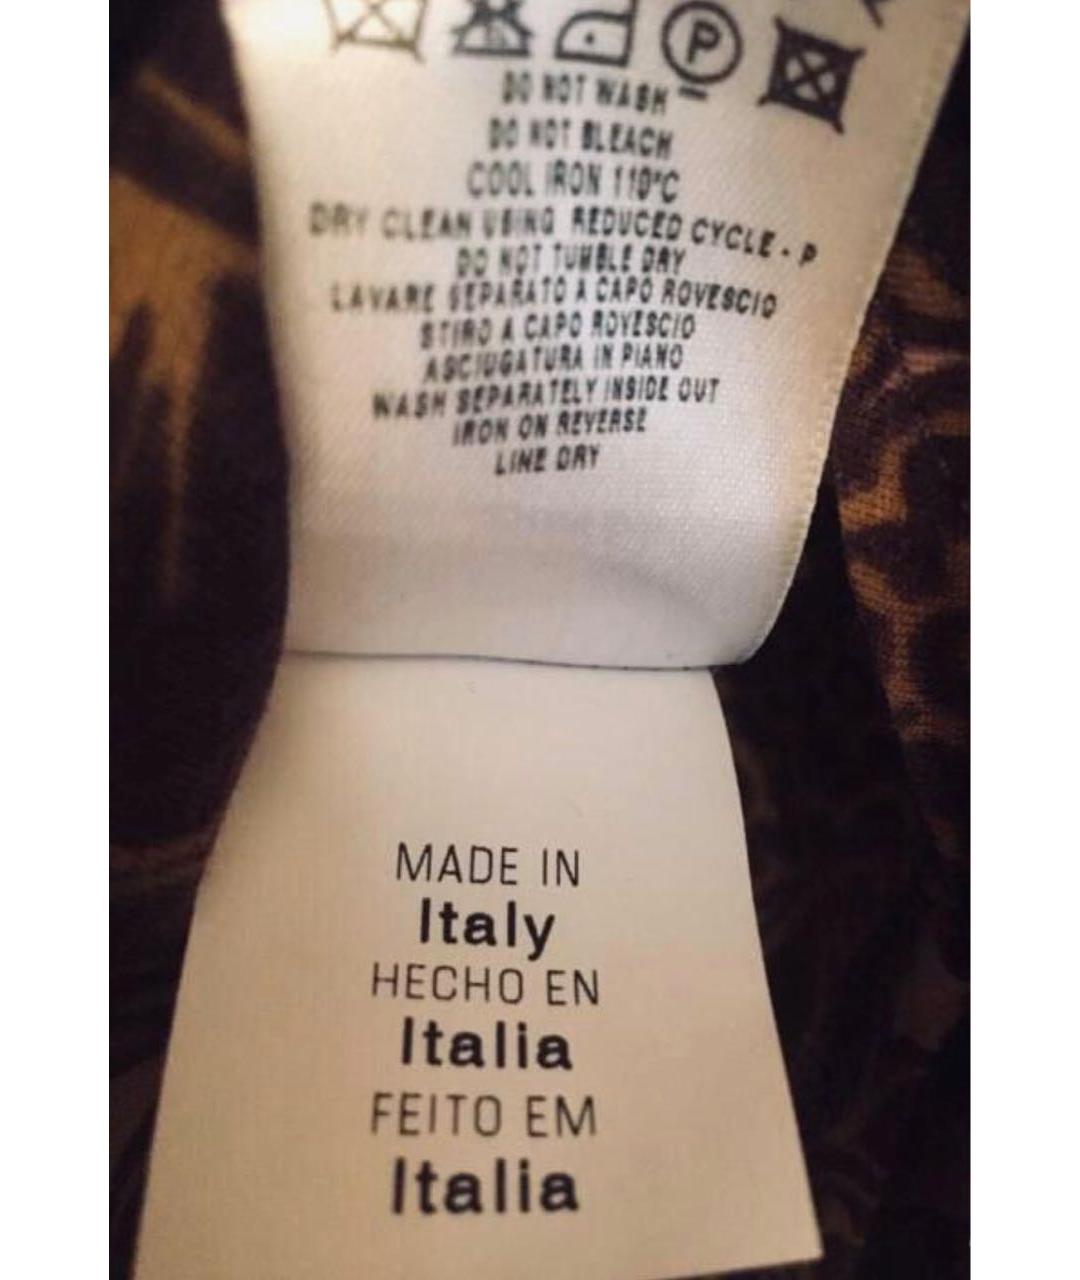 P
DO NOT WASH
DO NOT BLEACH
COOL IRON 110°C
DRY CLEAN USING REDUCED CYCLE - P
DO NOT TUMBLE DRY
LAVARE SEPARATO A CAPO ROVESCIO
STIRO A CAPO ROVESCIO
ASCIUGATURA IN PIANO
WASH SEPARATELY INSIDE OUT
IRON ON REVERSE
LINE DRY
MADE IN
Italy
HECHO EN
Italia
FEITO EM
Italia